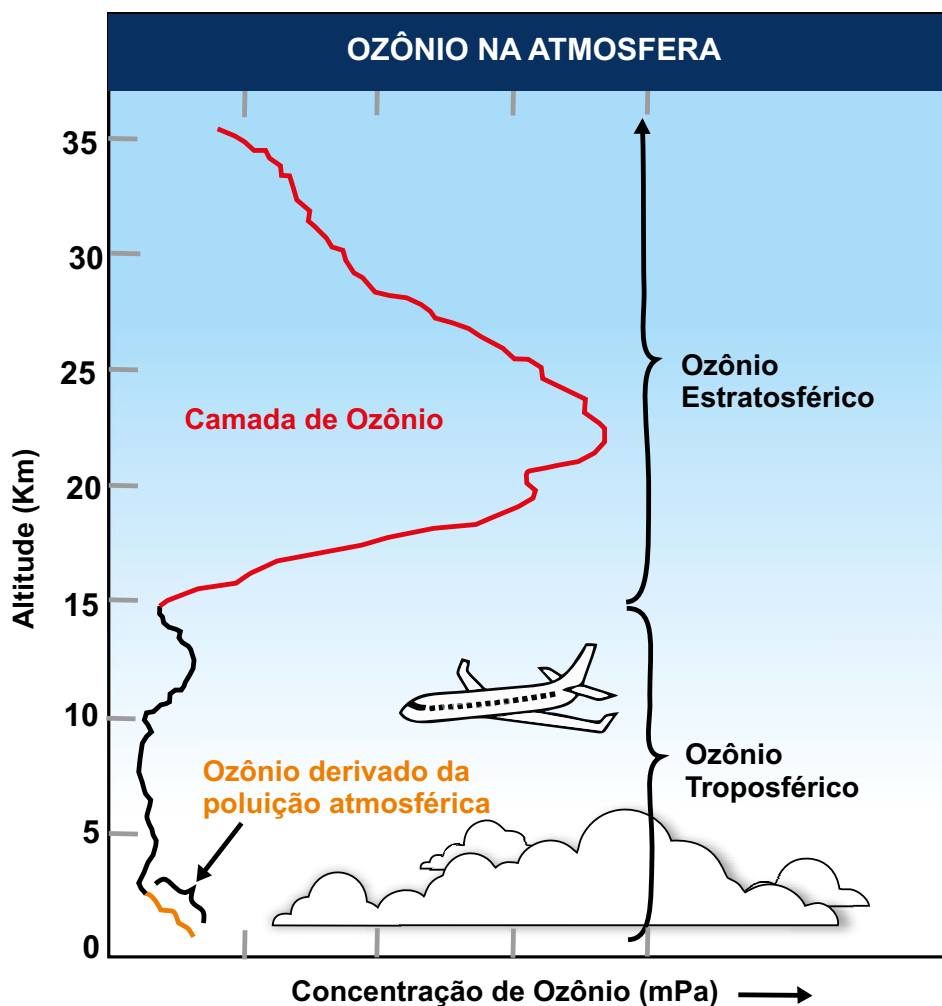 OZÔNIO NA ATMOSFERA
35
30
25
20
15
10
5
0
Altitude (Km)
Camada de Ozônio
Ozônio
Estratosférico
Ozônio derivado da
poluição atmosférica
Ozônio
Troposférico
Concentração de Ozônio (mPa)